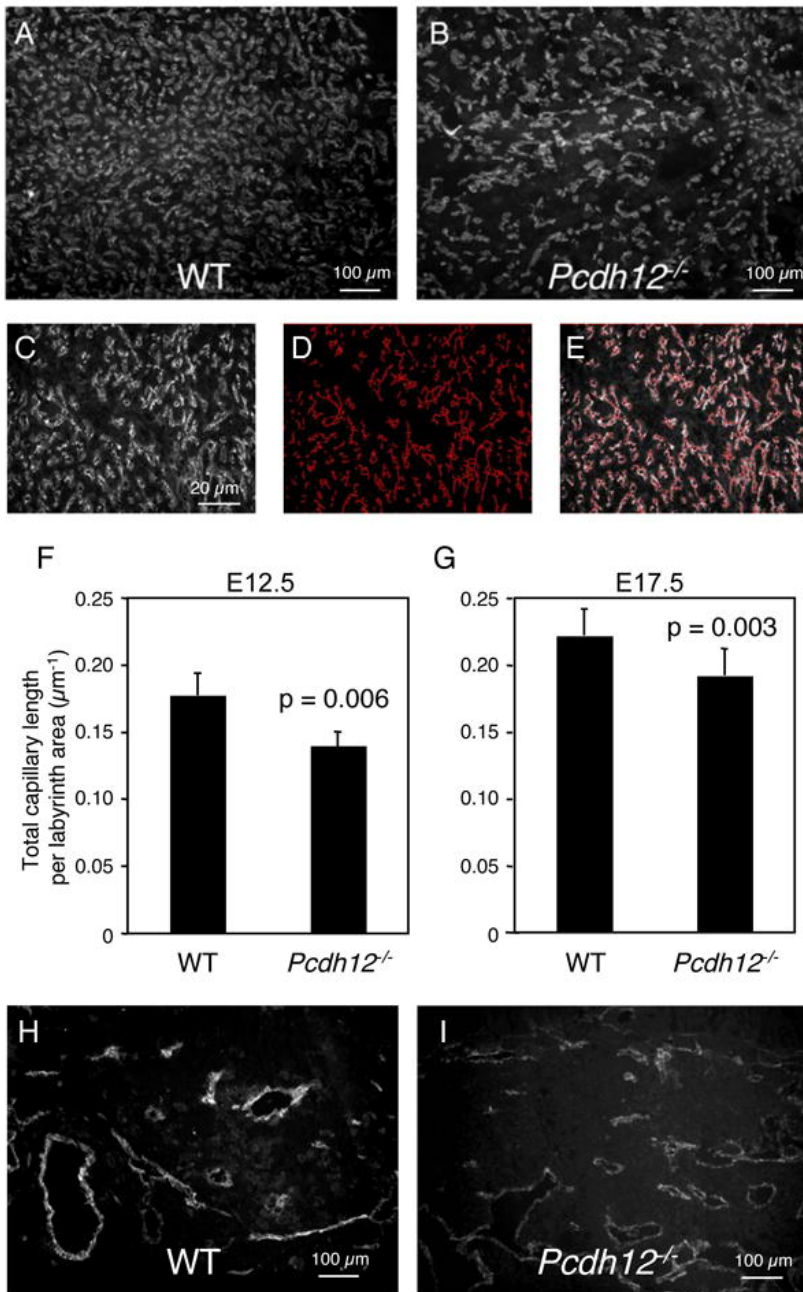 A
WT
100 µm
B
Pcdh12-/-
100 µm
C
20 µm
D
E
F
E12.5
Total capillary length
per labyrinth area (µm-1)
0.25
0.20
0.15
0.10
0.05
0
p = 0.006
WT
Pcdh12-/-
G
E17.5
0.25
0.20
0.15
0.10
0.05
0
p = 0.003
WT
Pcdh12-/-
H
WT
100 µm
I
Pcdh12-/-
100 µm